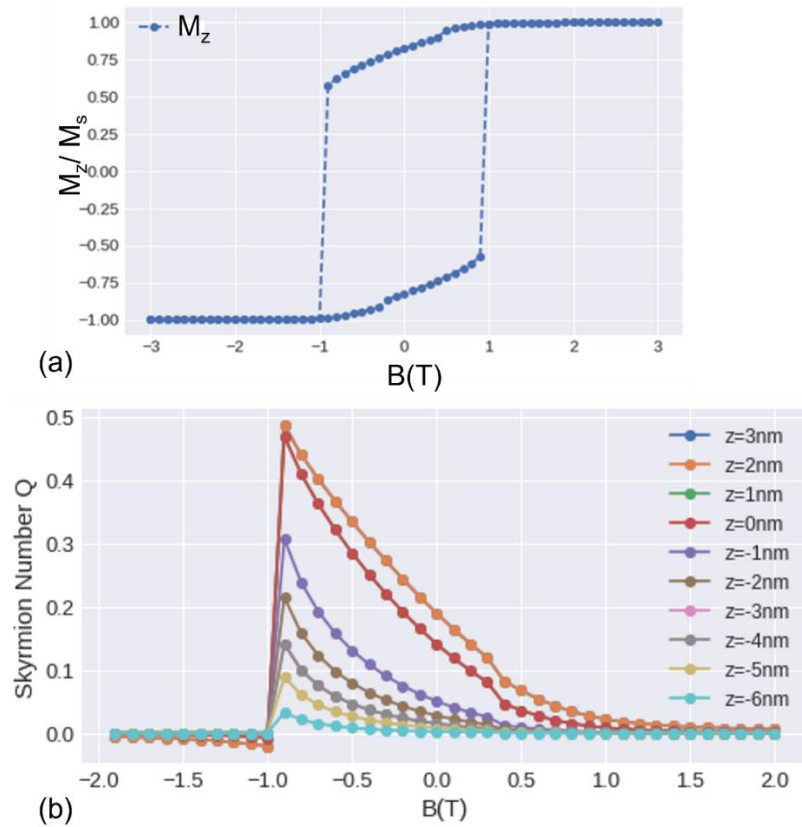 1.00
0.75
0.50
0.25
0.00
−0.25
−0.50
−0.75
−1.00
M_z
M_z/ M_s
−3 −2 −1 0 1 2 3
B(T)
(a)
0.5
0.4
0.3
0.2
0.1
0.0
Skyrmion Number Q
z=3nm
z=2nm
z=1nm
z=0nm
z=-1nm
z=-2nm
z=-3nm
z=-4nm
z=-5nm
z=-6nm
−2.0 −1.5 −1.0 −0.5 0.0 0.5 1.0 1.5 2.0
B(T)
(b)